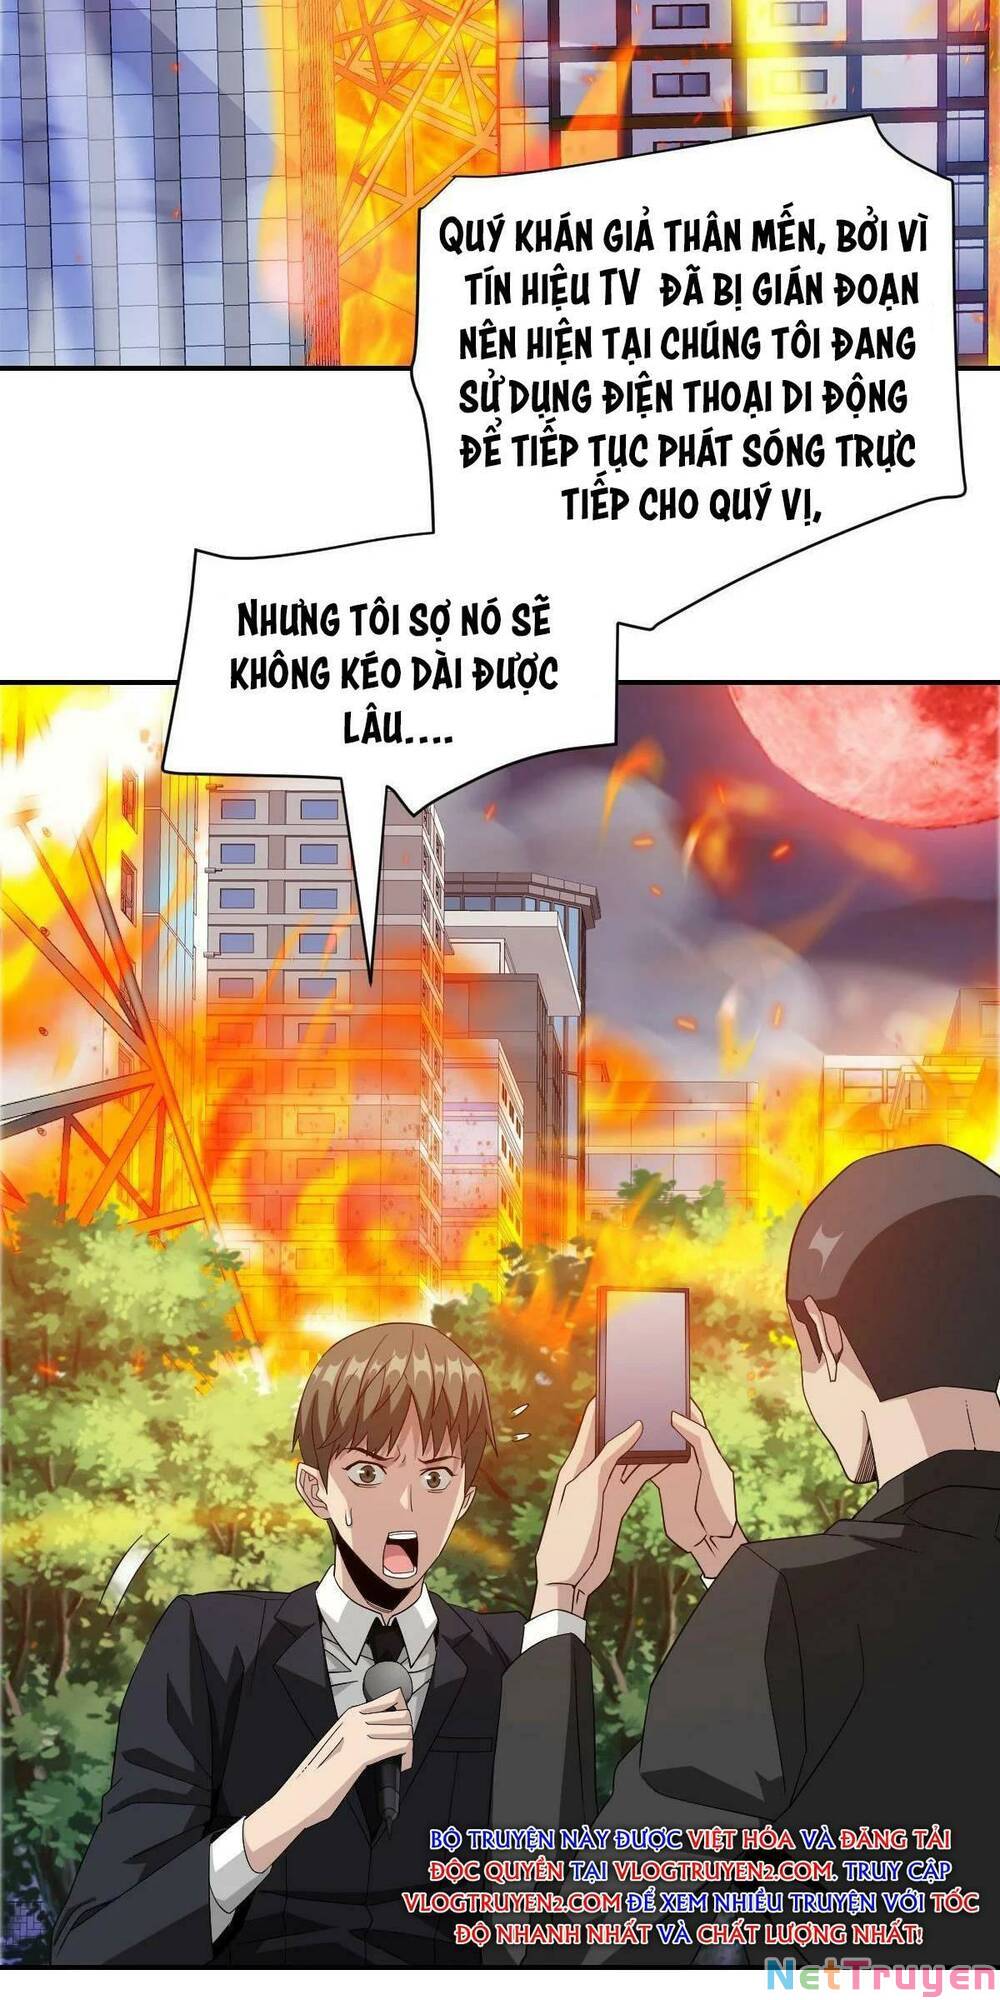 QUÝ KHÁN GIẢ THÂN MẾN, BỞI VÌ
TÍN HIỆU TV ĐÃ BỊ GIÁN ĐOẠN
NÊN HIỆN TẠI CHÚNG TÔI ĐANG
SỬ DỤNG ĐIỆN THOẠI DI ĐỘNG
ĐỂ TIẾP TỤC PHÁT SÓNG TRỰC
TIẾP CHO QUÝ VỊ,
NHƯNG TÔI SỢ NÓ SẼ
KHÔNG KÉO DÀI ĐƯỢC
LÂU....
BỘ TRUYỆN NÀY ĐƯỢC VIỆT HÓA VÀ ĐĂNG TẢI
ĐỘC QUYỀN TẠI VLOGTRUYEN2.COM. TRUY CẬP
VLOGTRUYEN2.COM ĐỂ XEM NHIỀU TRUYỆN VỚI TỐC
ĐỘ NHANH NHẤT VÀ CHẤT LƯỢNG NHẤT!
NetTruyen